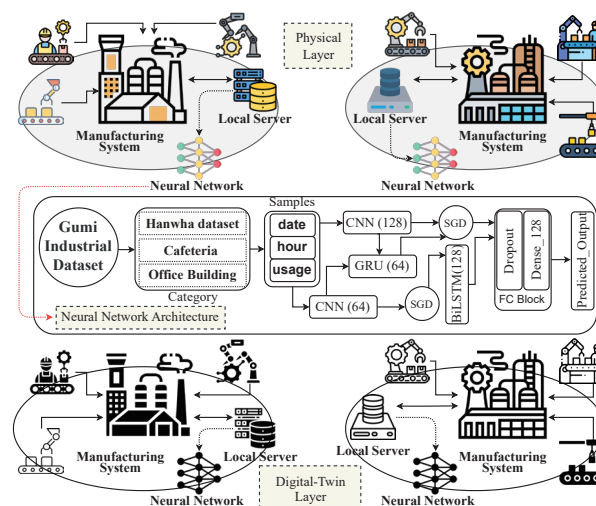 Physical
Layer
Manufacturing
System
Local Server
Neural Network
Local Server
Manufacturing
System
Neural Network
Gumi
Industrial
Dataset
Hanwha dataset
Cafeteria
Office Building
Category
Samples
date
hour
usage
CNN (128)
GRU (64)
CNN (64)
SGD
SGD
BiLSTM(128)
Dropout
Dense_128
FC Block
Predicted_Output
Neural Network Architecture
Manufacturing
System
Local Server
Neural Network
Digital-Twin
Layer
Local Server
Manufacturing
System
Neural Network